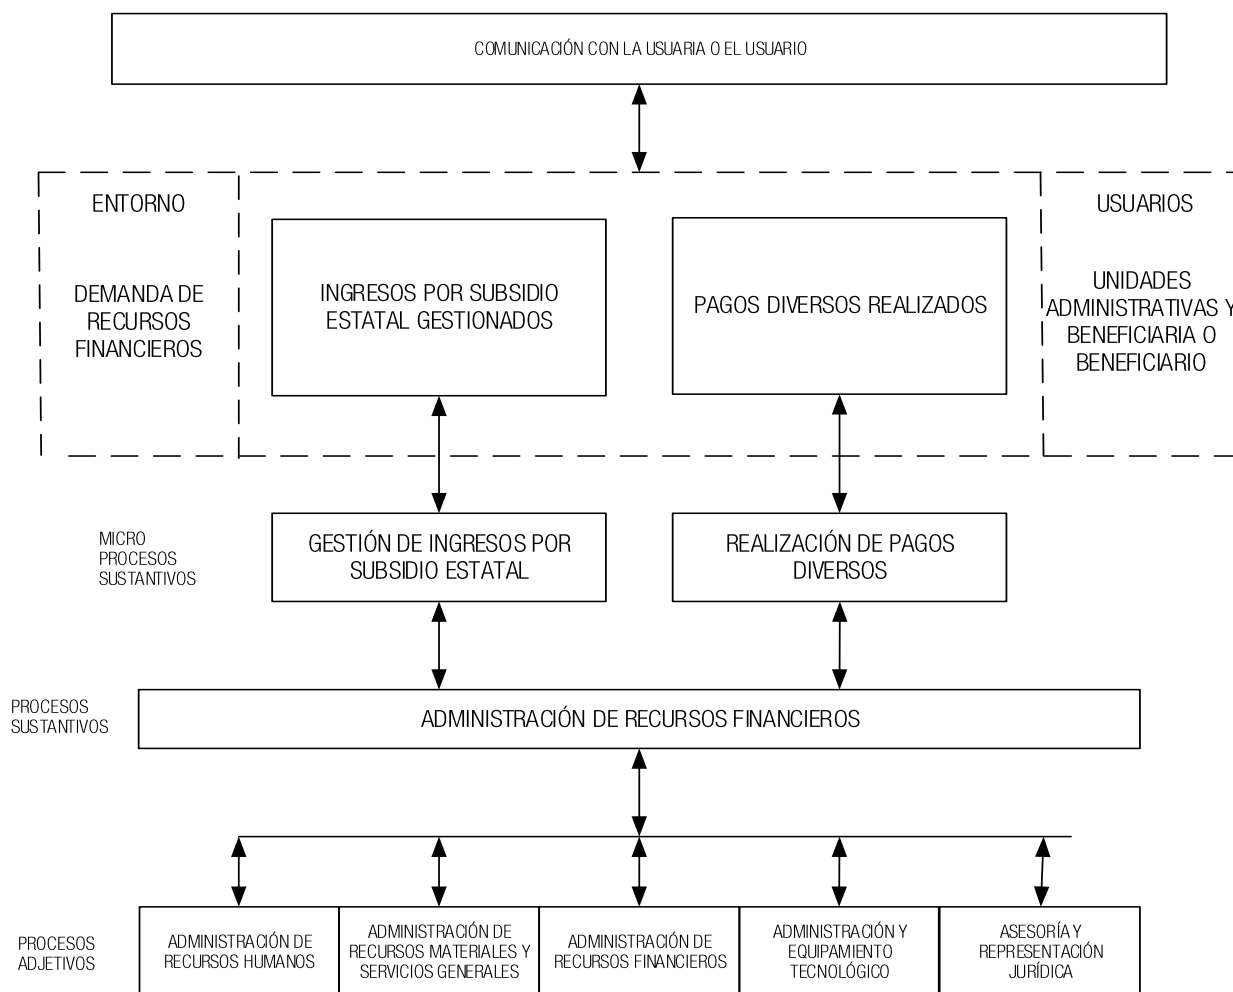 COMUNICACIÓN CON LA USUARIA O EL USUARIO
ENTORNO
DEMANDA DE
RECURSOS
FINANCIEROS
INGRESOS POR SUBSIDIO
ESTATAL GESTIONADOS
PAGOS DIVERSOS REALIZADOS
USUARIOS
UNIDADES
ADMINISTRATIVAS Y
BENEFICIARIA O
BENEFICIARIO
MICRO
PROCESOS
SUSTANTIVOS
GESTIÓN DE INGRESOS POR
SUBSIDIO ESTATAL
REALIZACIÓN DE PAGOS
DIVERSOS
PROCESOS
SUSTANTIVOS
ADMINISTRACIÓN DE RECURSOS FINANCIEROS
PROCESOS
ADJETIVOS
ADMINISTRACIÓN DE
RECURSOS HUMANOS
ADMINISTRACIÓN DE
RECURSOS MATERIALES Y
SERVICIOS GENERALES
ADMINISTRACIÓN DE
RECURSOS FINANCIEROS
ADMINISTRACIÓN Y
EQUIPAMIENTO
TECNOLÓGICO
ASESORÍA Y
REPRESENTACIÓN
JURÍDICA